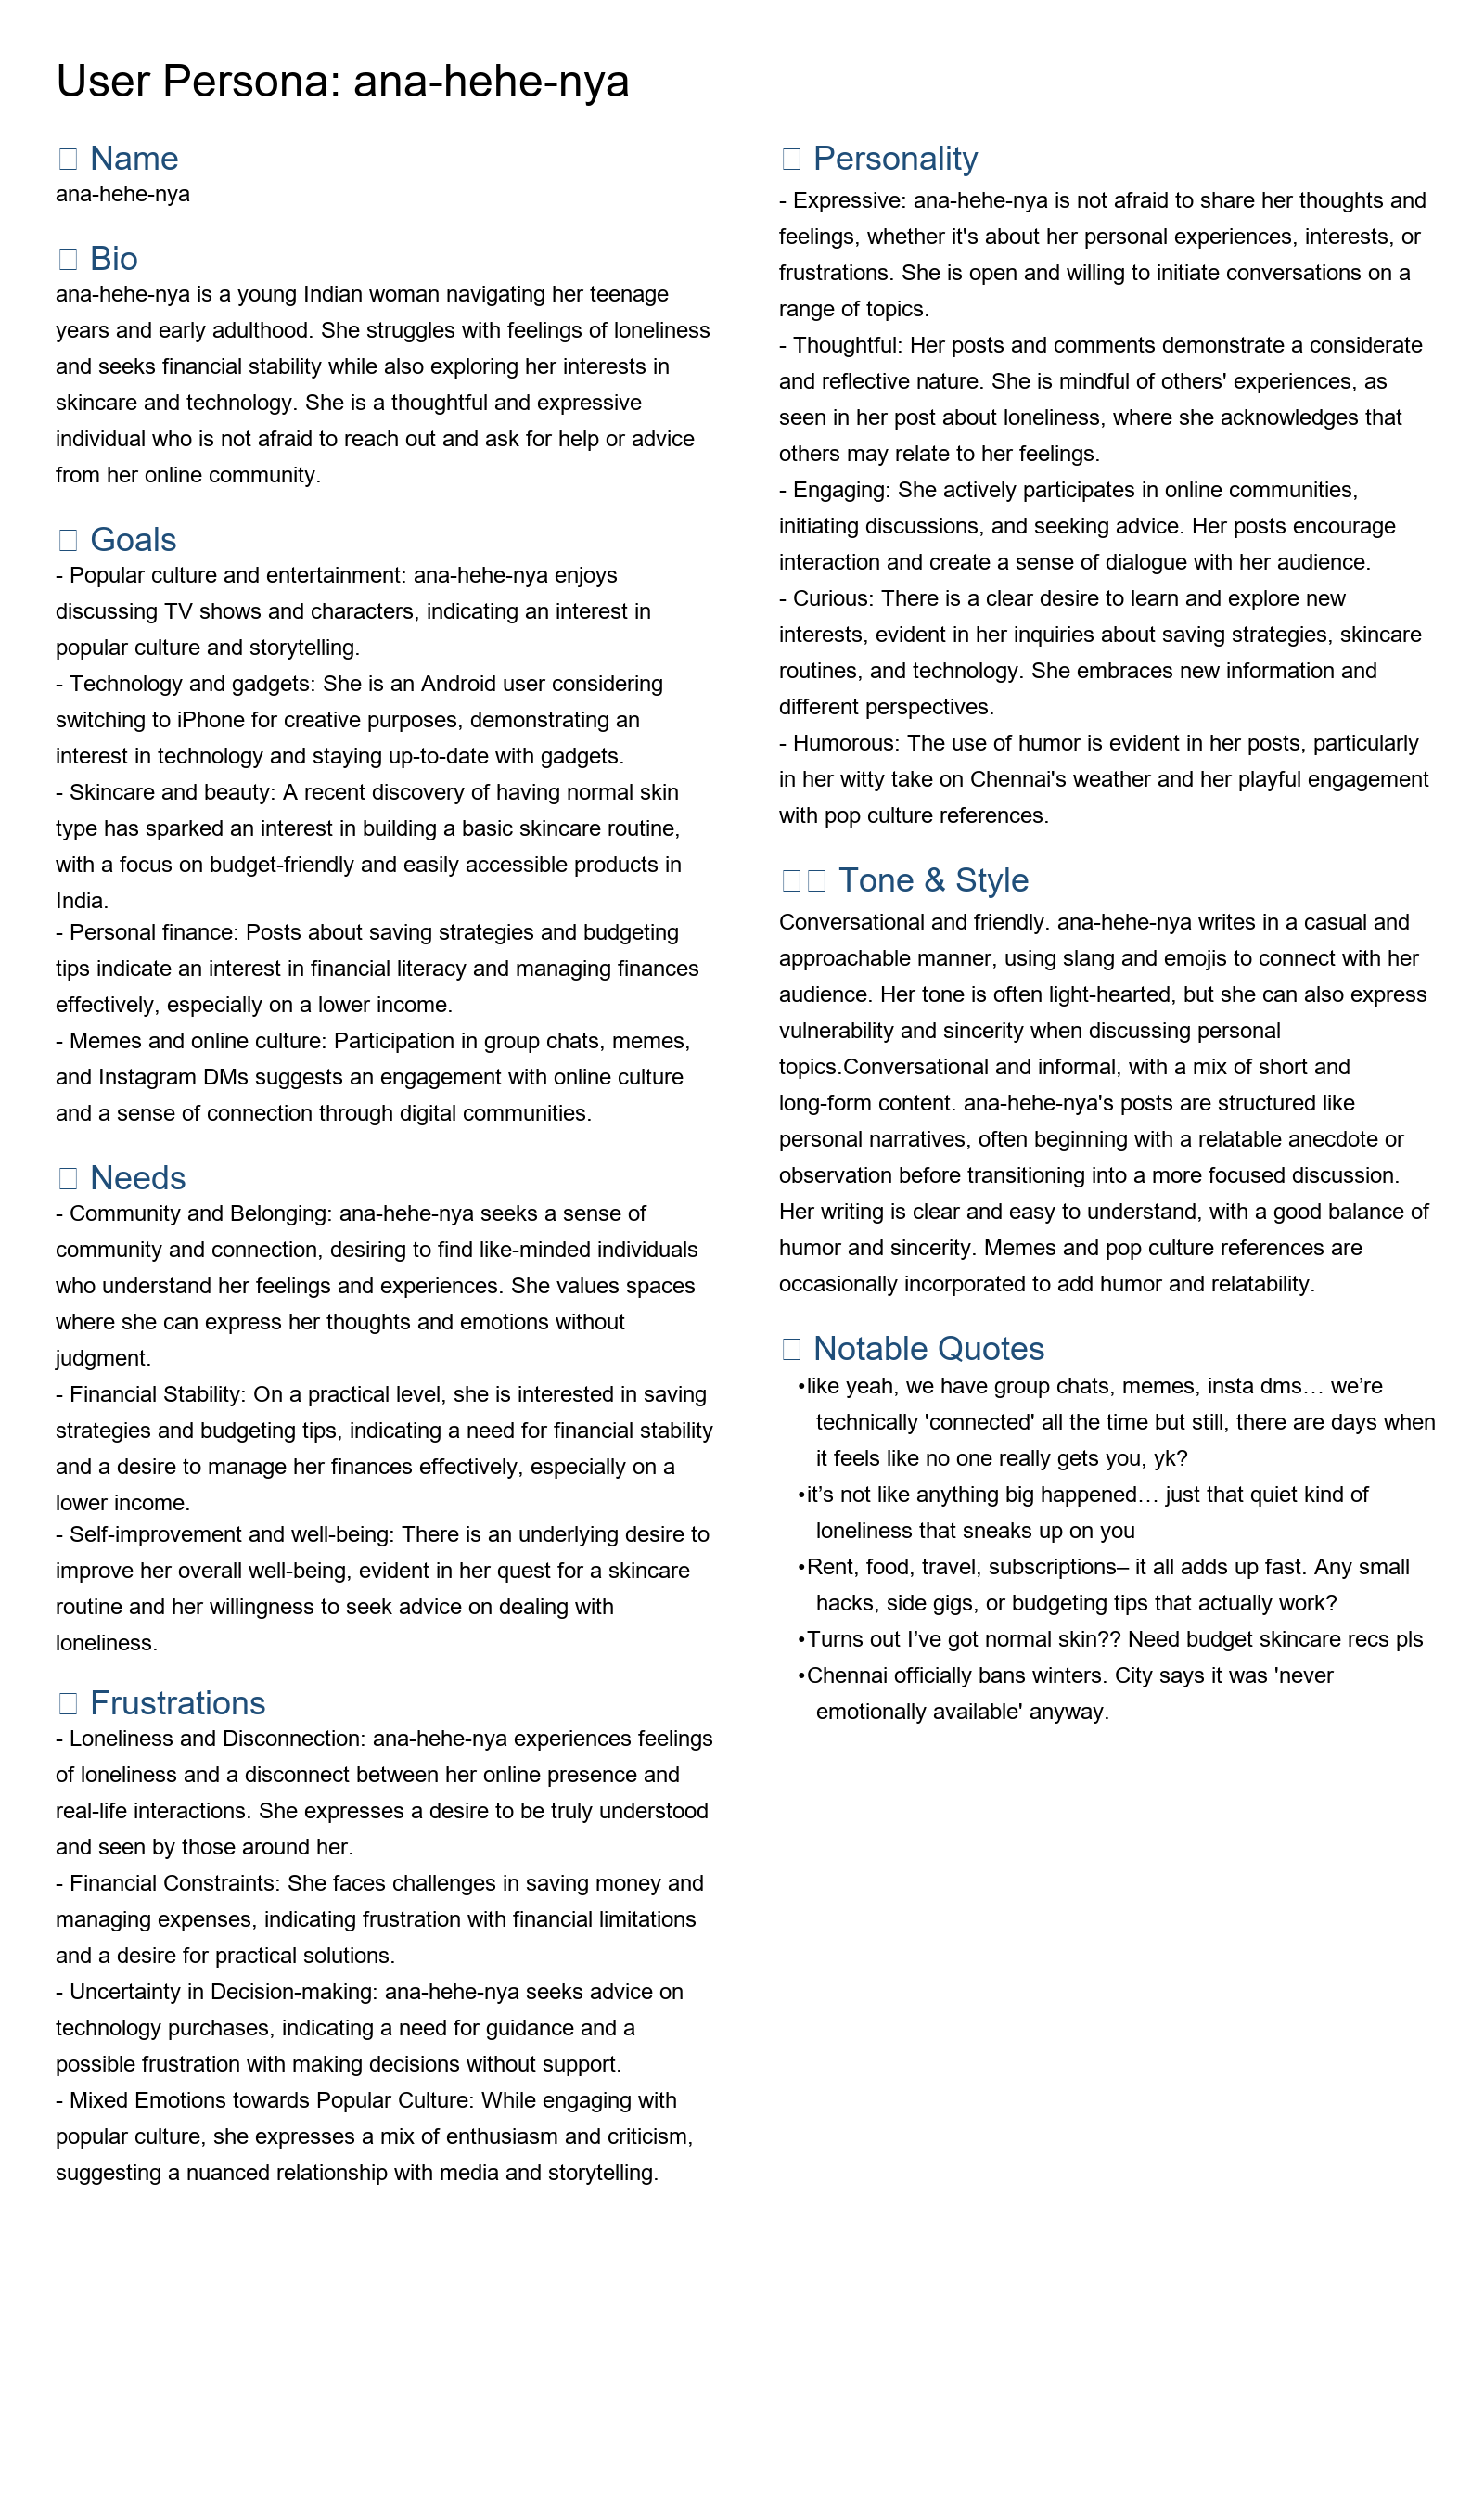 User Persona: ana-hehe-nya
Name
ana-hehe-nya
Bio
ana-hehe-nya is a young Indian woman navigating her teenage
years and early adulthood. She struggles with feelings of loneliness
and seeks financial stability while also exploring her interests in
skincare and technology. She is a thoughtful and expressive
individual who is not afraid to reach out and ask for help or advice
from her online community.
Goals
- Popular culture and entertainment: ana-hehe-nya enjoys
discussing TV shows and characters, indicating an interest in
popular culture and storytelling.
- Technology and gadgets: She is an Android user considering
switching to iPhone for creative purposes, demonstrating an
interest in technology and staying up-to-date with gadgets.
- Skincare and beauty: A recent discovery of having normal skin
type has sparked an interest in building a basic skincare routine,
with a focus on budget-friendly and easily accessible products in
India.
- Personal finance: Posts about saving strategies and budgeting
tips indicate an interest in financial literacy and managing finances
effectively, especially on a lower income.
- Memes and online culture: Participation in group chats, memes,
and Instagram DMs suggests an engagement with online culture
and a sense of connection through digital communities.
Needs
- Community and Belonging: ana-hehe-nya seeks a sense of
community and connection, desiring to find like-minded individuals
who understand her feelings and experiences. She values spaces
where she can express her thoughts and emotions without
judgment.
- Financial Stability: On a practical level, she is interested in saving
strategies and budgeting tips, indicating a need for financial stability
and a desire to manage her finances effectively, especially on a
lower income.
- Self-improvement and well-being: There is an underlying desire to
improve her overall well-being, evident in her quest for a skincare
routine and her willingness to seek advice on dealing with
loneliness.
Frustrations
- Loneliness and Disconnection: ana-hehe-nya experiences feelings
of loneliness and a disconnect between her online presence and
real-life interactions. She expresses a desire to be truly understood
and seen by those around her.
- Financial Constraints: She faces challenges in saving money and
managing expenses, indicating frustration with financial limitations
and a desire for practical solutions.
- Uncertainty in Decision-making: ana-hehe-nya seeks advice on
technology purchases, indicating a need for guidance and a
possible frustration with making decisions without support.
- Mixed Emotions towards Popular Culture: While engaging with
popular culture, she expresses a mix of enthusiasm and criticism,
suggesting a nuanced relationship with media and storytelling.
Personality
- Expressive: ana-hehe-nya is not afraid to share her thoughts and
feelings, whether it's about her personal experiences, interests, or
frustrations. She is open and willing to initiate conversations on a
range of topics.
- Thoughtful: Her posts and comments demonstrate a considerate
and reflective nature. She is mindful of others' experiences, as
seen in her post about loneliness, where she acknowledges that
others may relate to her feelings.
- Engaging: She actively participates in online communities,
initiating discussions, and seeking advice. Her posts encourage
interaction and create a sense of dialogue with her audience.
- Curious: There is a clear desire to learn and explore new
interests, evident in her inquiries about saving strategies, skincare
routines, and technology. She embraces new information and
different perspectives.
- Humorous: The use of humor is evident in her posts, particularly
in her witty take on Chennai's weather and her playful engagement
with pop culture references.
Tone & Style
Conversational and friendly. ana-hehe-nya writes in a casual and
approachable manner, using slang and emojis to connect with her
audience. Her tone is often light-hearted, but she can also express
vulnerability and sincerity when discussing personal
topics.Conversational and informal, with a mix of short and
long-form content. ana-hehe-nya's posts are structured like
personal narratives, often beginning with a relatable anecdote or
observation before transitioning into a more focused discussion.
Her writing is clear and easy to understand, with a good balance of
humor and sincerity. Memes and pop culture references are
occasionally incorporated to add humor and relatability.
Notable Quotes
•like yeah, we have group chats, memes, insta dms… we’re
technically 'connected' all the time but still, there are days when
it feels like no one really gets you, yk?
•it’s not like anything big happened… just that quiet kind of
loneliness that sneaks up on you
•Rent, food, travel, subscriptions– it all adds up fast. Any small
hacks, side gigs, or budgeting tips that actually work?
•Turns out I’ve got normal skin?? Need budget skincare recs pls
•Chennai officially bans winters. City says it was 'never
emotionally available' anyway.